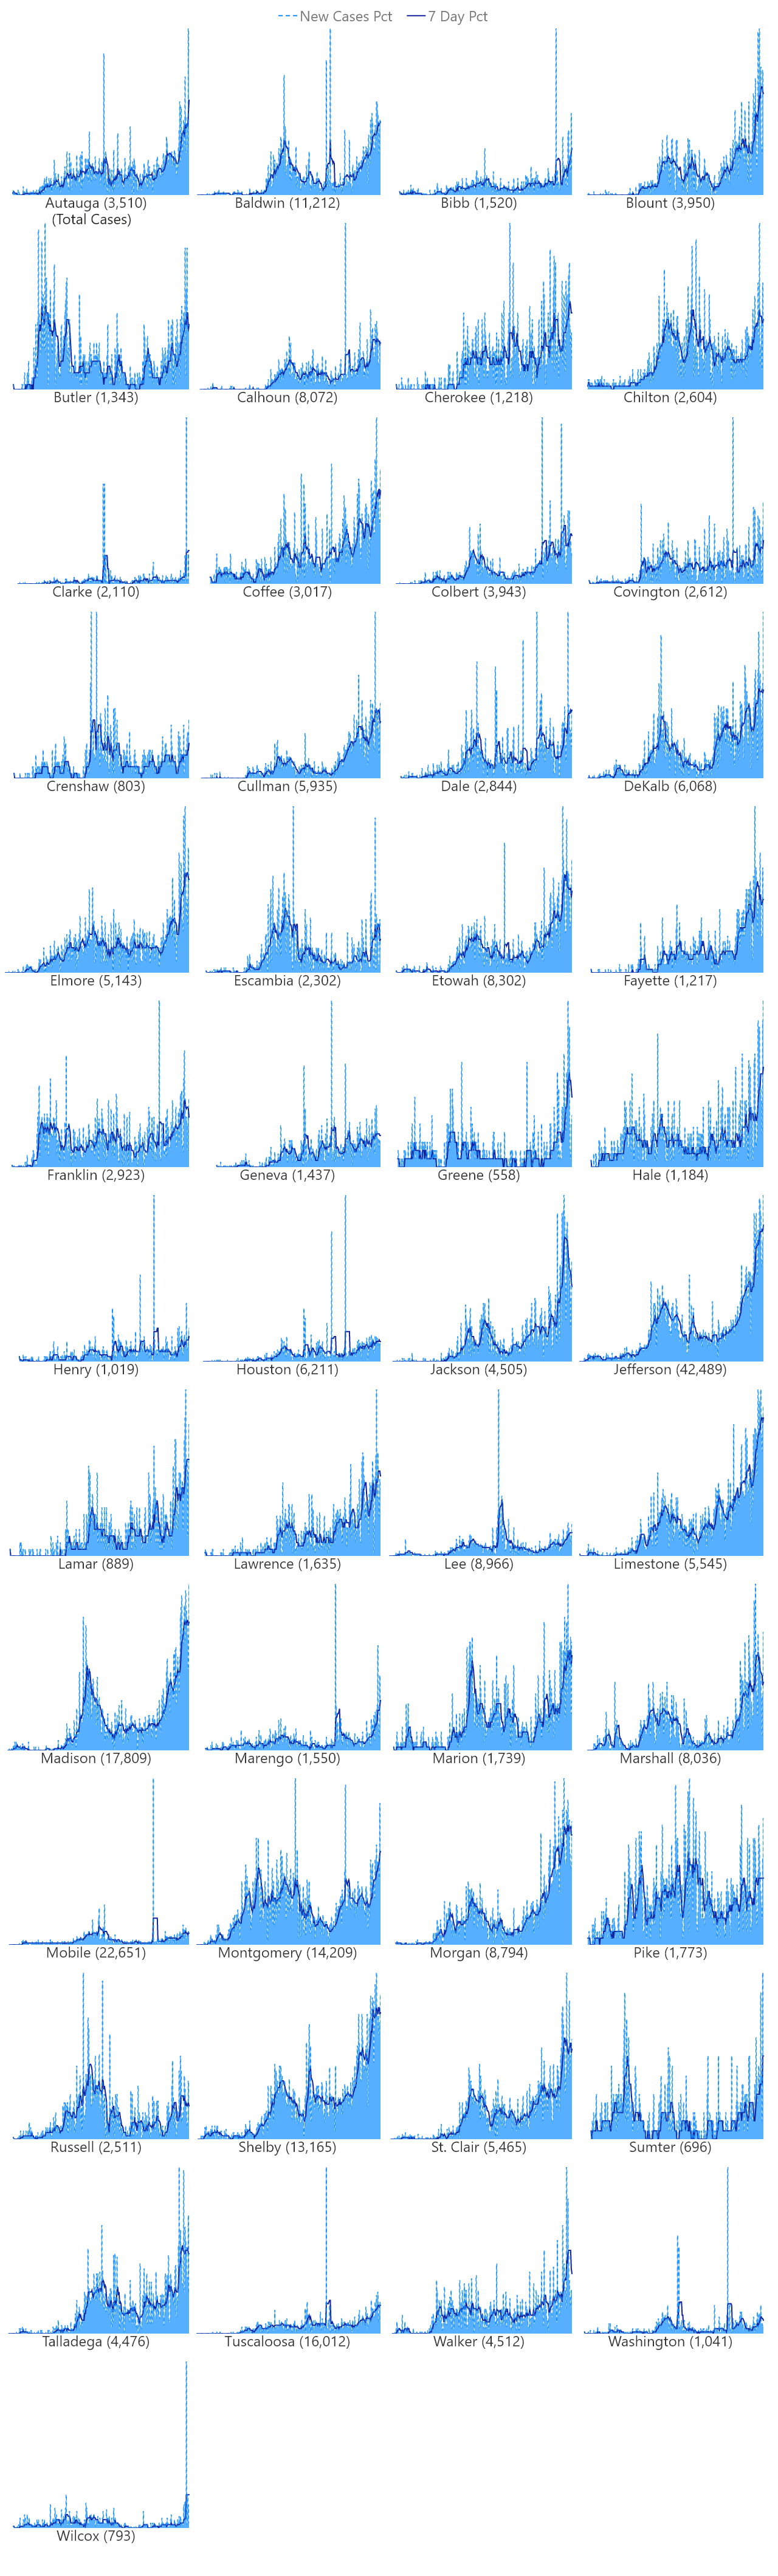 New Cases Pct 7 Day Pct
Autauga (3,510) Baldwin (11,212) Bibb (1,520) Blount (3,950)
(Total Cases)
Butler (1,343) Calhoun (8,072) Cherokee (1,218) Chilton (2,604)
Clarke (2,110) Coffee (3,017) Colbert (3,943) Covington (2,612)
Crenshaw (803) Cullman (5,935) Dale (2,844) DeKalb (6,068)
Elmore (5,143) Escambia (2,302) Etowah (8,302) Fayette (1,217)
Franklin (2,923) Geneva (1,437) Greene (558) Hale (1,184)
Henry (1,019) Houston (6,211) Jackson (4,505) Jefferson (42,489)
Lamar (889) Lawrence (1,635) Lee (8,966) Limestone (5,545)
Madison (17,809) Marengo (1,550) Marion (1,739) Marshall (8,036)
Mobile (22,651) Montgomery (14,209) Morgan (8,794) Pike (1,773)
Russell (2,511) Shelby (13,165) St. Clair (5,465) Sumter (696)
Talladega (4,476) Tuscaloosa (16,012) Walker (4,512) Washington (1,041)
Wilcox (793)